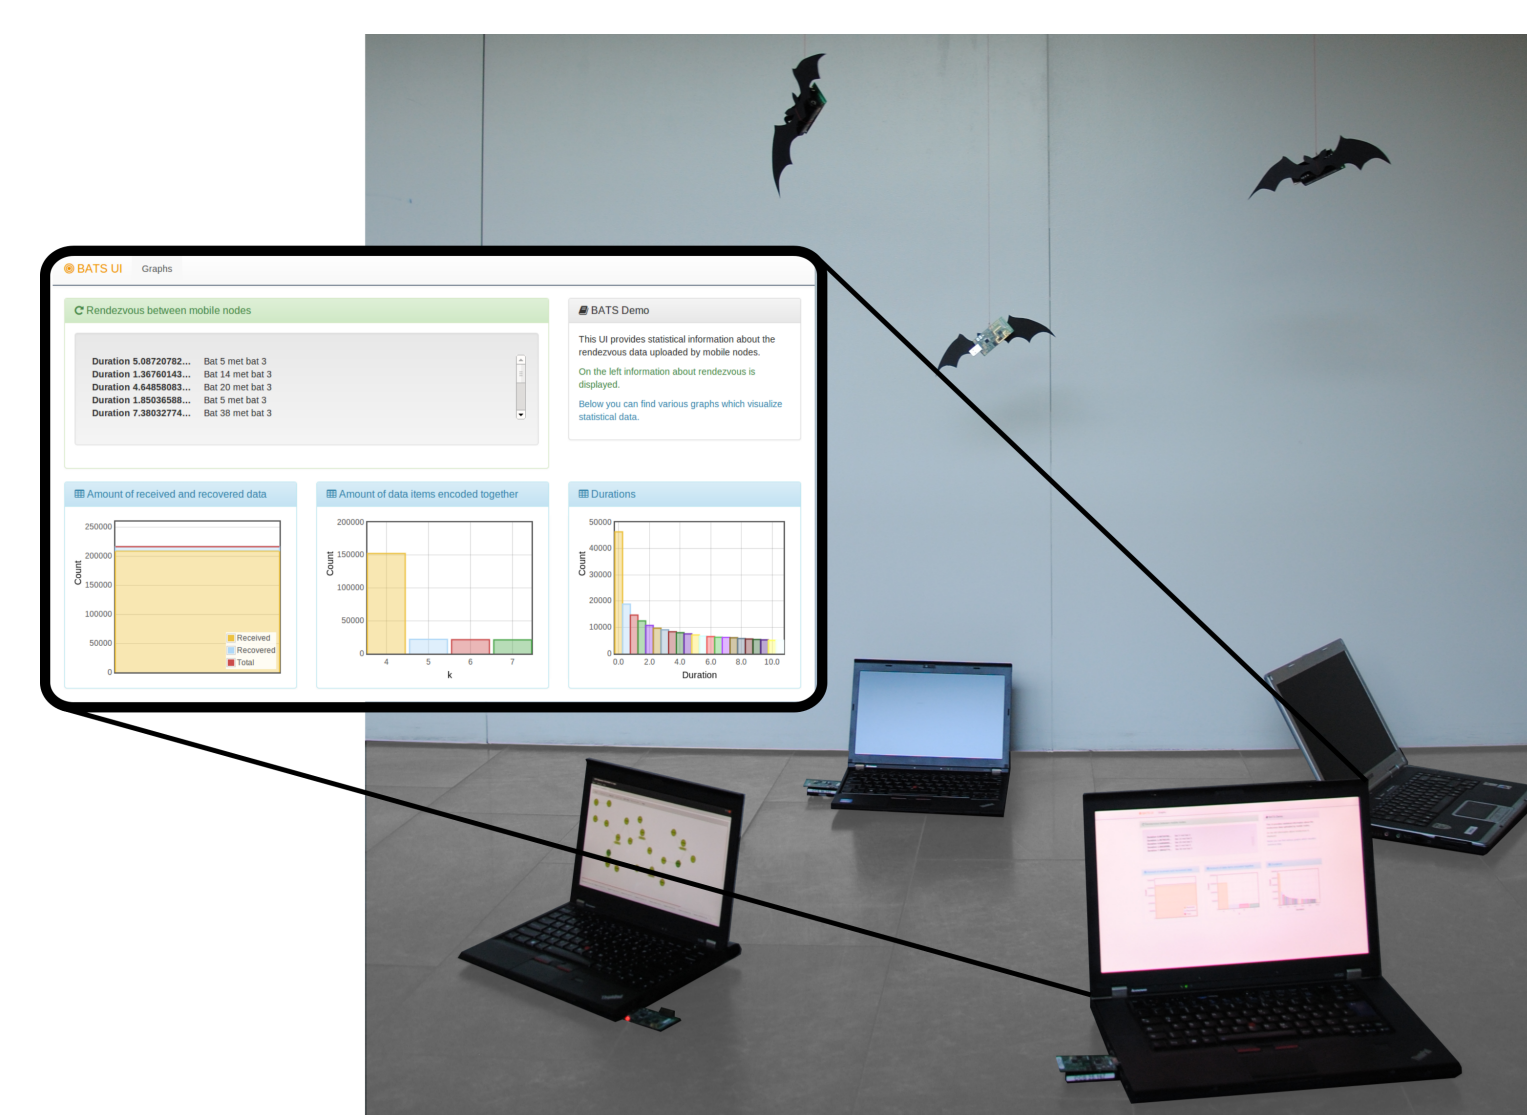 BATS UI Graphs
Rendezvous between mobile nodes
Duration 5.08720782... Bat 5 met bat 3
Duration 1.36760143... Bat 14 met bat 3
Duration 4.64858083... Bat 20 met bat 3
Duration 1.85036588... Bat 5 met bat 3
Duration 7.38032774... Bat 38 met bat 3
BATS Demo
This UI provides statistical information about the
rendezvous data uploaded by mobile nodes.
On the left information about rendezvous is
displayed.
Below you can find various graphs which visualize
statistical data.
Amount of received and recovered data
Count
250000
200000
150000
100000
50000
0
Received
Recovered
Total
Amount of data items encoded together
Count
200000
150000
100000
50000
0
4 5 6 7
k
Durations
Count
50000
40000
30000
20000
10000
0
0.0 2.0 4.0 6.0 8.0 10.0
Duration